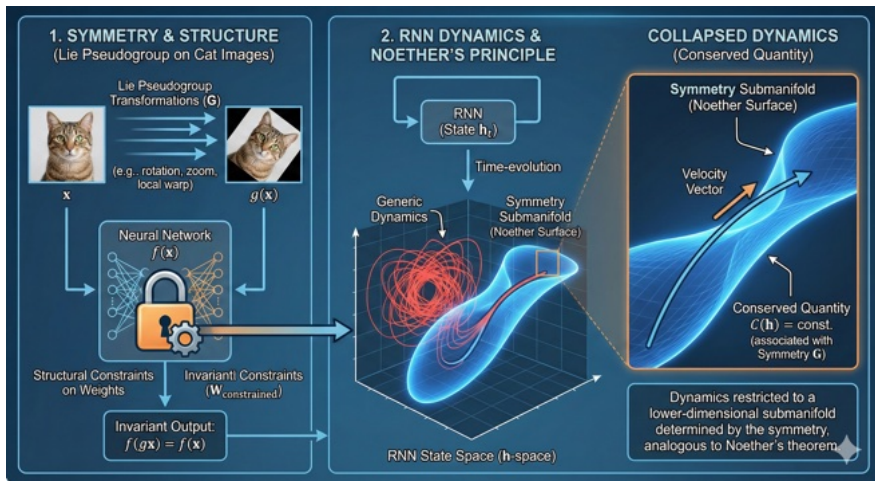 1. SYMMETRY & STRUCTURE
(Lie Pseudogroup on Cat Images)
Lie Pseudogroup
Transformations (G)
(e.g.. rotation, zoom,
local warp)
x
g(x)
Neural Network
f(x)
Structural Constraints
on Weights
Invarianti Constraints
(W constrained)
Invariant Output:
f(gx) = f(x)
2. RNN DYNAMICS &
NOETHER'S PRINCIPLE
RNN
(State hₜ)
Time-evolution
Generic
Dynamics
Symmetry
Submanifold
(Noether Surface)
RNN State Space (h-space)
COLLAPSED DYNAMICS
(Conserved Quantity)
Symmetry Submanifold
(Noether Surface)
Velocity
Vector
Conserved Quantity
C(h) = const.
(associated with
Symmetry G)
Dynamics restricted to a
lower-dimensional submanifold
determined by the symmetry,
analogous to Noether's theorem